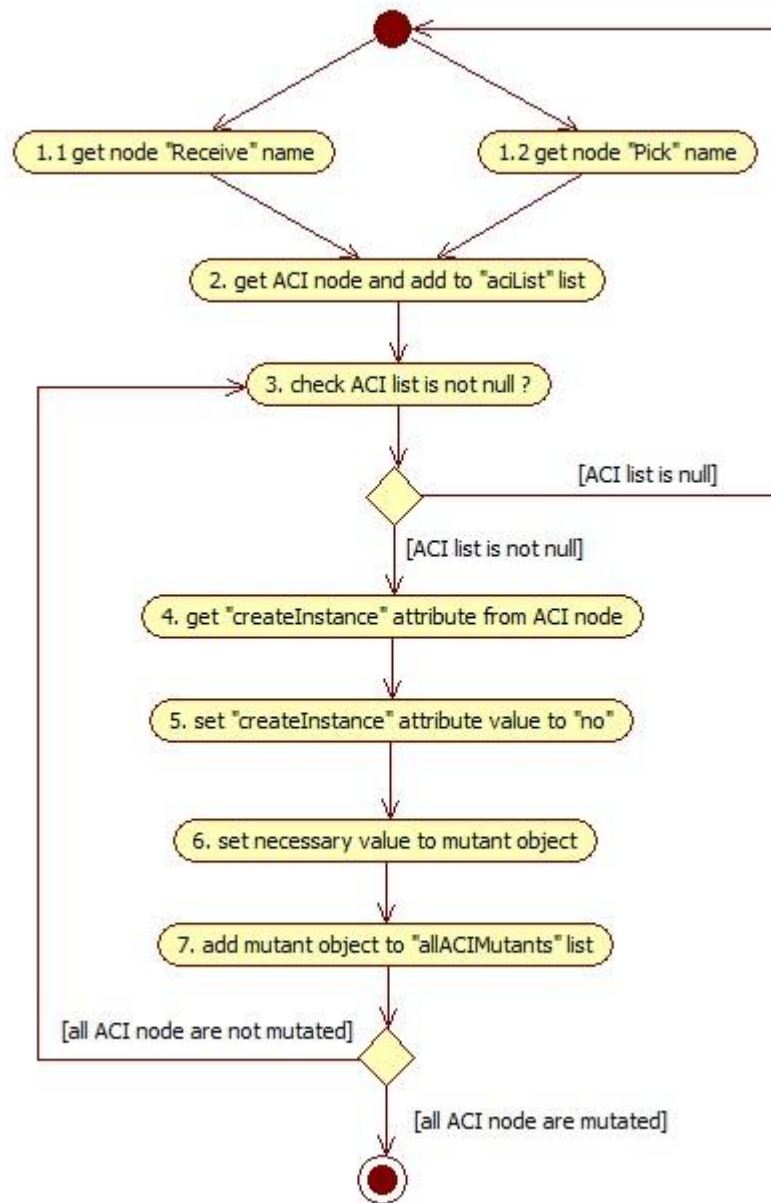 1.1 get node "Receive" name
1.2 get node "Pick" name
2. get ACI node and add to "aciList" list
3. check ACI list is not null ?
[ACI list is null]
[ACI list is not null]
4. get "createInstance" attribute from ACI node
5. set "createInstance" attribute value to "no"
6. set necessary value to mutant object
7. add mutant object to "allACIMutants" list
[all ACI node are not mutated]
[all ACI node are mutated]